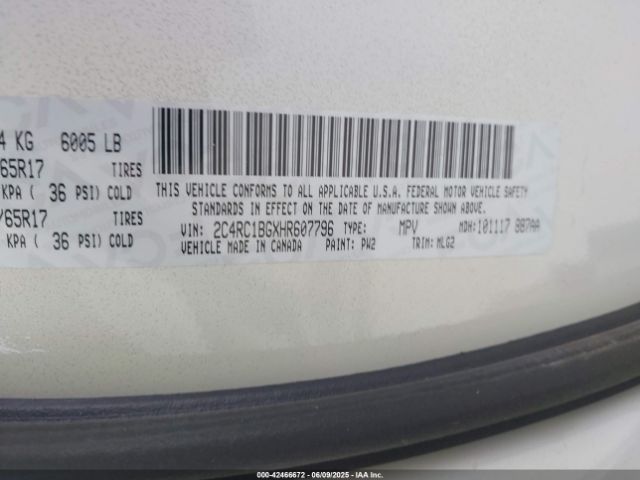 4 KG 6005 LB
/65R17 TIRES
KPA ( 36 PSI) COLD
/65R17 TIRES
KPA ( 36 PSI) COLD
THIS VEHICLE CONFORMS TO ALL APPLICABLE U.S.A. FEDERAL MOTOR VEHICLE SAFETY
STANDARDS IN EFFECT ON THE DATE OF MANUFACTURE SHOWN ABOVE.
VIN: 2C4RC1BGXHR607796 TYPE: MPV MDH: 101117 887AA
VEHICLE MADE IN CANADA PAINT: PW2 TRIM: MLG2
000-42466672 - 06/09/2025 - IAA Inc.